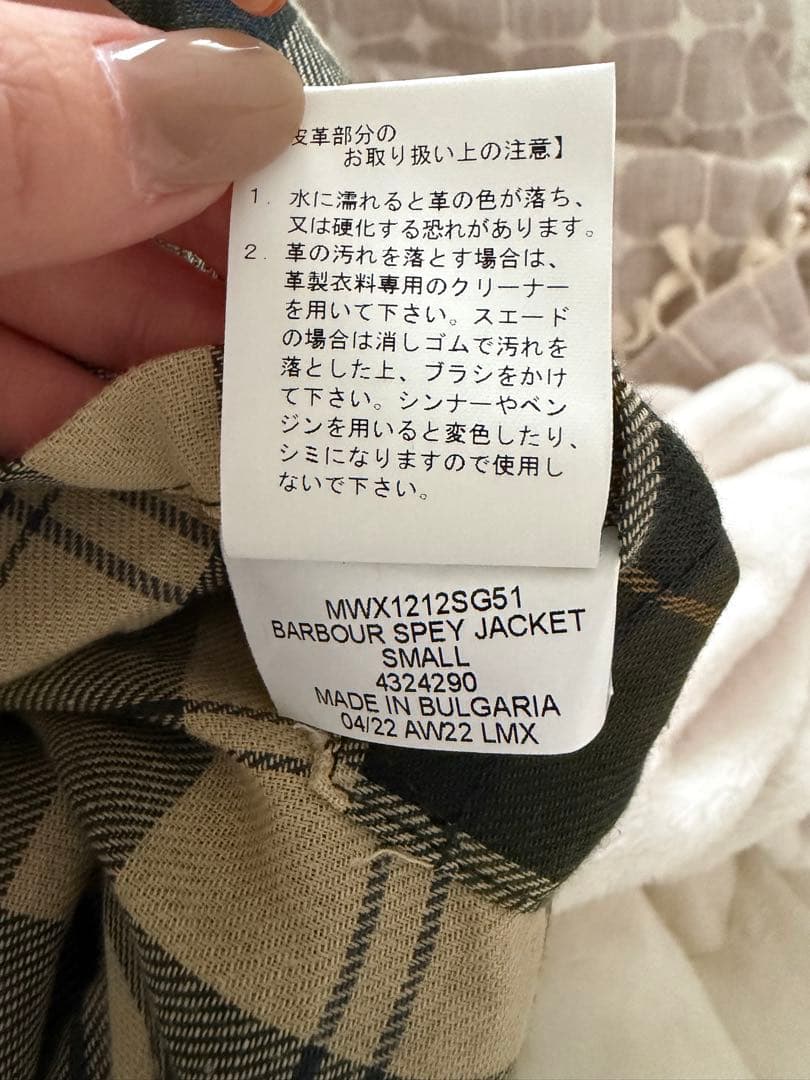 皮革部分の
お取り扱い上の注意】
1. 水に濡れると革の色が落ち、
又は硬化する恐れがあります。
2. 革の汚れを落とす場合は、
革製衣料専用のクリーナー
を用いて下さい。スエード
の場合は消しゴムで汚れを
落とした上、ブラシをかけ
て下さい。シンナーやベン
ジンを用いると変色したり、
シミになりますので使用し
ないで下さい。
MWX1212SG51
BARBOUR SPEY JACKET
SMALL
4324290
MADE IN BULGARIA
04/22 AW22 LMX